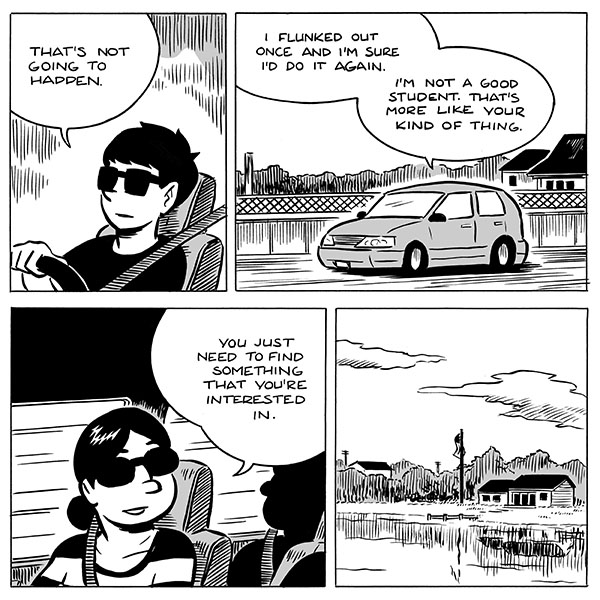 THAT'S NOT
GOING TO
HAPPEN.
I FLUNKED OUT
ONCE AND I'M SURE
I'D DO IT AGAIN.
I'M NOT A GOOD
STUDENT. THAT'S
MORE LIKE YOUR
KIND OF THING.
YOU JUST
NEED TO FIND
SOMETHING
THAT YOU'RE
INTERESTED
IN.